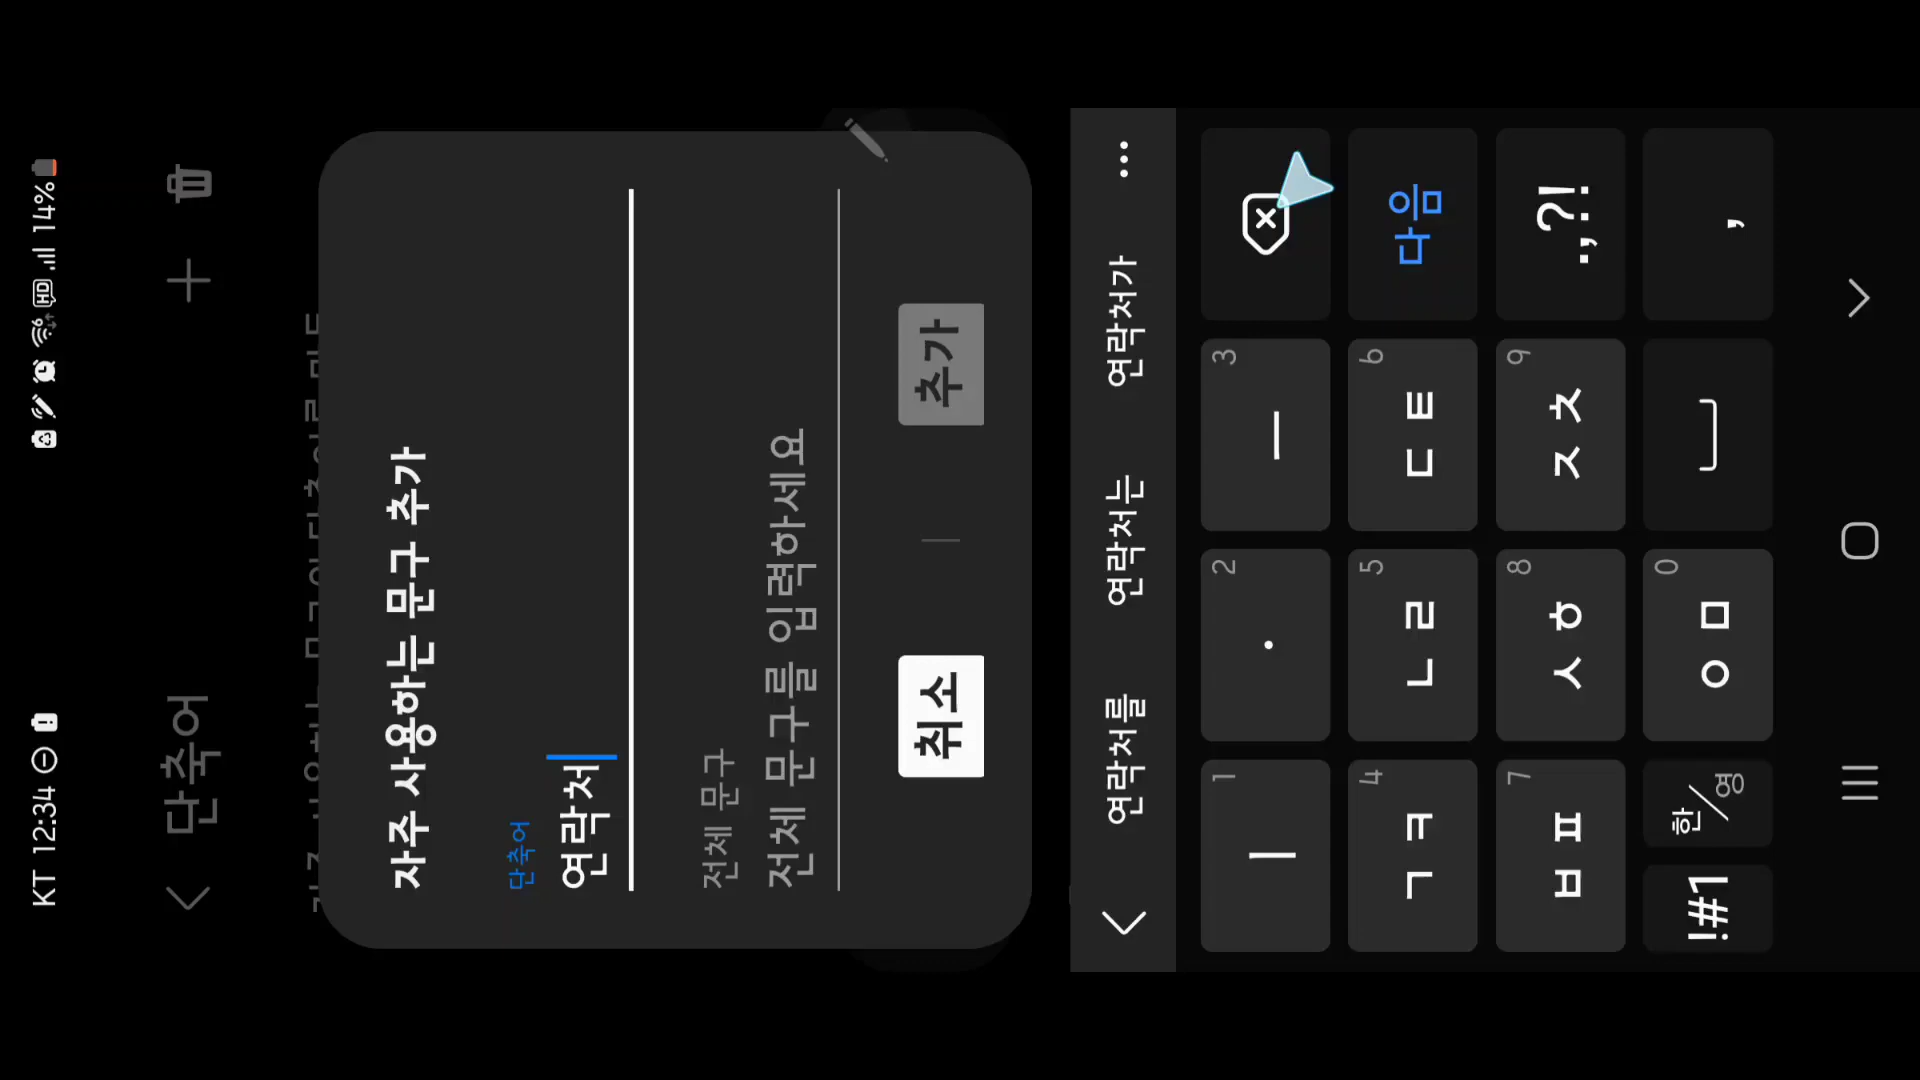 KT 12:34 HD 14%
단축어
자주 사용하는 문구 추가
단축어
연락처
전체 문구
전체 문구를 입력하세요
취소 추가
연락처를 연락처는 연락처가
1 ㅣ 2 · 3 ㅡ
4 ㄱㅋ 5 ㄴㄹ 6 ㄷㅌ 다음
7 ㅂㅍ 8 ㅅㅎ 9 ㅈㅊ .,?!
!#1 한/영 0 ㅇㅁ ,